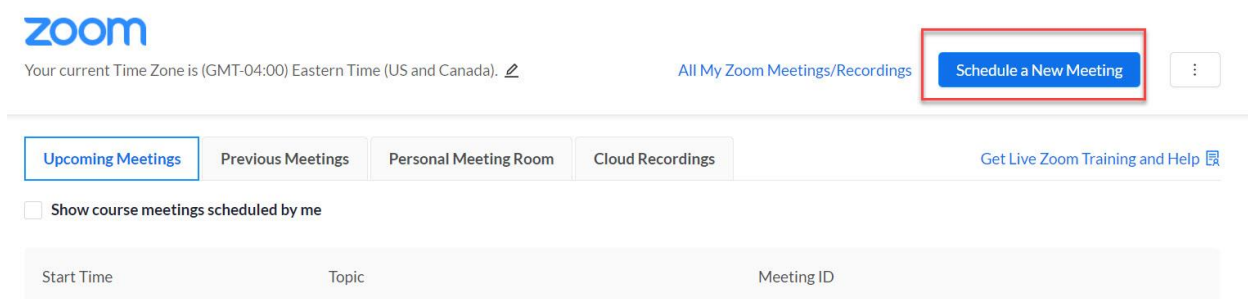 zoom
Your current Time Zone is (GMT-04:00) Eastern Time (US and Canada).
All My Zoom Meetings/Recordings
Schedule a New Meeting
Upcoming Meetings
Previous Meetings
Personal Meeting Room
Cloud Recordings
Get Live Zoom Training and Help
Show course meetings scheduled by me
Start Time
Topic
Meeting ID